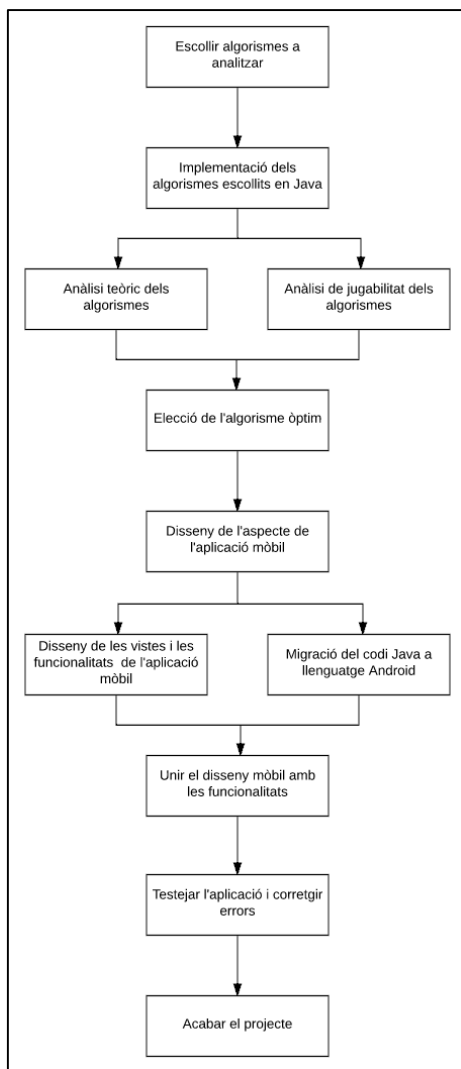 Escollir algorismes a
analitzar
Implementació dels
algorismes escollits en Java
Anàlisi teòric dels
algorismes
Anàlisi de jugabilitat dels
algorismes
Elecció de l'algorisme òptim
Disseny de l'aspecte de
l'aplicació mòbil
Disseny de les vistes i les
funcionalitats de l'aplicació
mòbil
Migració del codi Java a
llenguatge Android
Unir el disseny mòbil amb
les funcionalitats
Testejar l'aplicació i corretgir
errors
Acabar el projecte